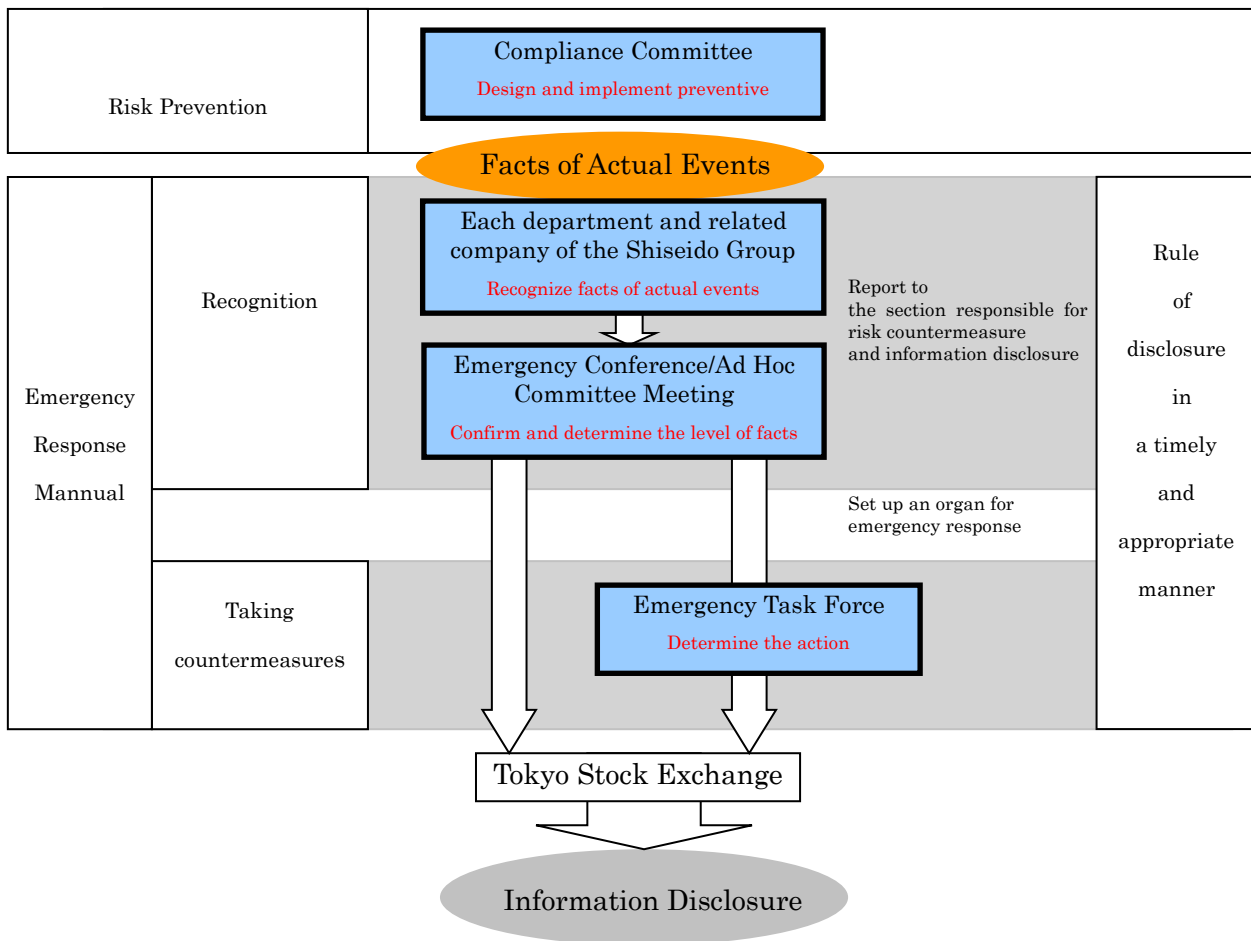 Compliance Committee
Design and implement preventive
Risk Prevention
Facts of Actual Events
Each department and related
company of the Shiseido Group
Recognize facts of actual events
Recognition
Report to
the section responsible for
risk countermeasure
and information disclosure
Emergency Conference/Ad Hoc
Committee Meeting
Confirm and determine the level of facts
Emergency
Response
Mannual
Set up an organ for
emergency response
Rule
of
disclosure
in
a timely
and
appropriate
manner
Taking
countermeasures
Emergency Task Force
Determine the action
Tokyo Stock Exchange
Information Disclosure